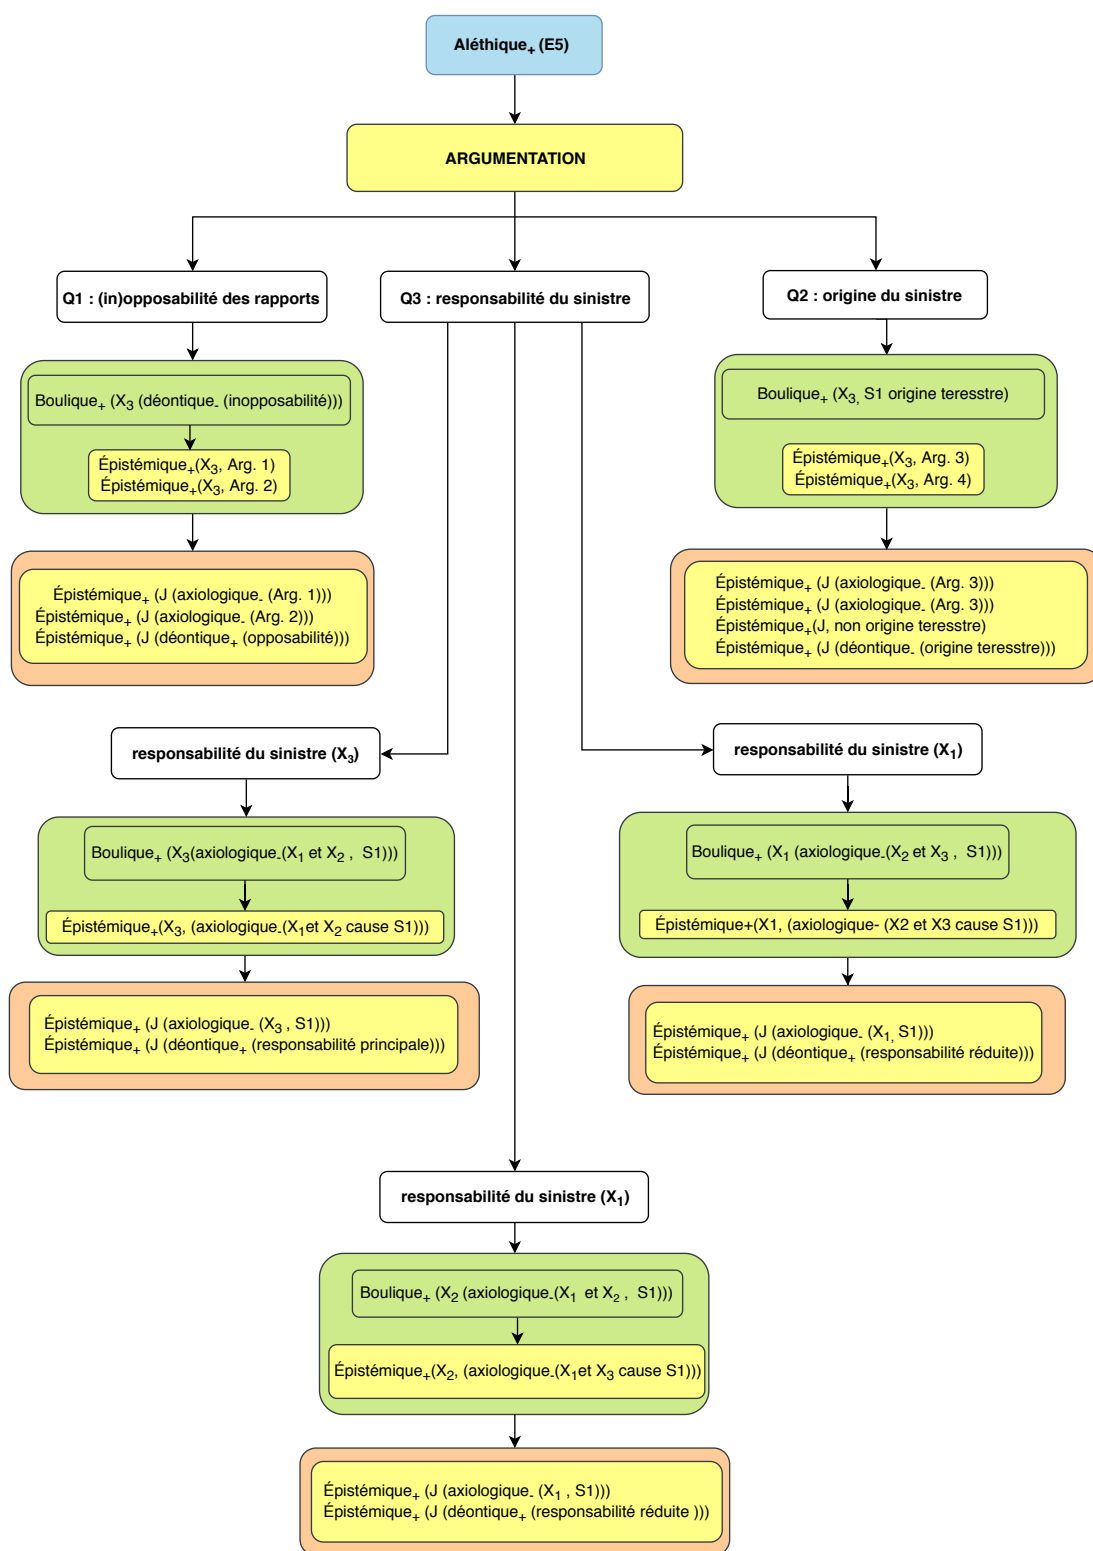 Aléthique₊ (E5)
ARGUMENTATION
Q1 : (in)opposabilité des rapports
Q3 : responsabilité du sinistre
Q2 : origine du sinistre
Boulique₊ (X₃ (déontique₋ (inopposabilité)))
Épistémique₊(X₃, Arg. 1)
Épistémique₊(X₃, Arg. 2)
Boulique₊ (X₃, S1 origine teresstre)
Épistémique₊(X₃, Arg. 3)
Épistémique₊(X₃, Arg. 4)
Épistémique₊ (J (axiologique₋ (Arg. 1)))
Épistémique₊ (J (axiologique₋ (Arg. 2)))
Épistémique₊ (J (déontique₊ (opposabilité)))
Épistémique₊ (J (axiologique₋ (Arg. 3)))
Épistémique₊ (J (axiologique₋ (Arg. 3)))
Épistémique₊(J, non origine teresstre)
Épistémique₊ (J (déontique₋ (origine teresstre)))
responsabilité du sinistre (X₃)
responsabilité du sinistre (X₁)
Boulique₊ (X₃(axiologique₋(X₁ et X₂ , S1)))
Épistémique₊(X₃, (axiologique₋(X₁et X₂ cause S1)))
Boulique₊ (X₁ (axiologique₋(X₂ et X₃ , S1)))
Épistémique+(X1, (axiologique- (X2 et X3 cause S1)))
Épistémique₊ (J (axiologique₋ (X₃ , S1)))
Épistémique₊ (J (déontique₊ (responsabilité principale)))
Épistémique₊ (J (axiologique₋ (X₁, S1)))
Épistémique₊ (J (déontique₊ (responsabilité réduite)))
responsabilité du sinistre (X₁)
Boulique₊ (X₂ (axiologique₋(X₁ et X₂ , S1)))
Épistémique₊(X₂, (axiologique₋(X₁et X₃ cause S1)))
Épistémique₊ (J (axiologique₋ (X₁ , S1)))
Épistémique₊ (J (déontique₊ (responsabilité réduite )))